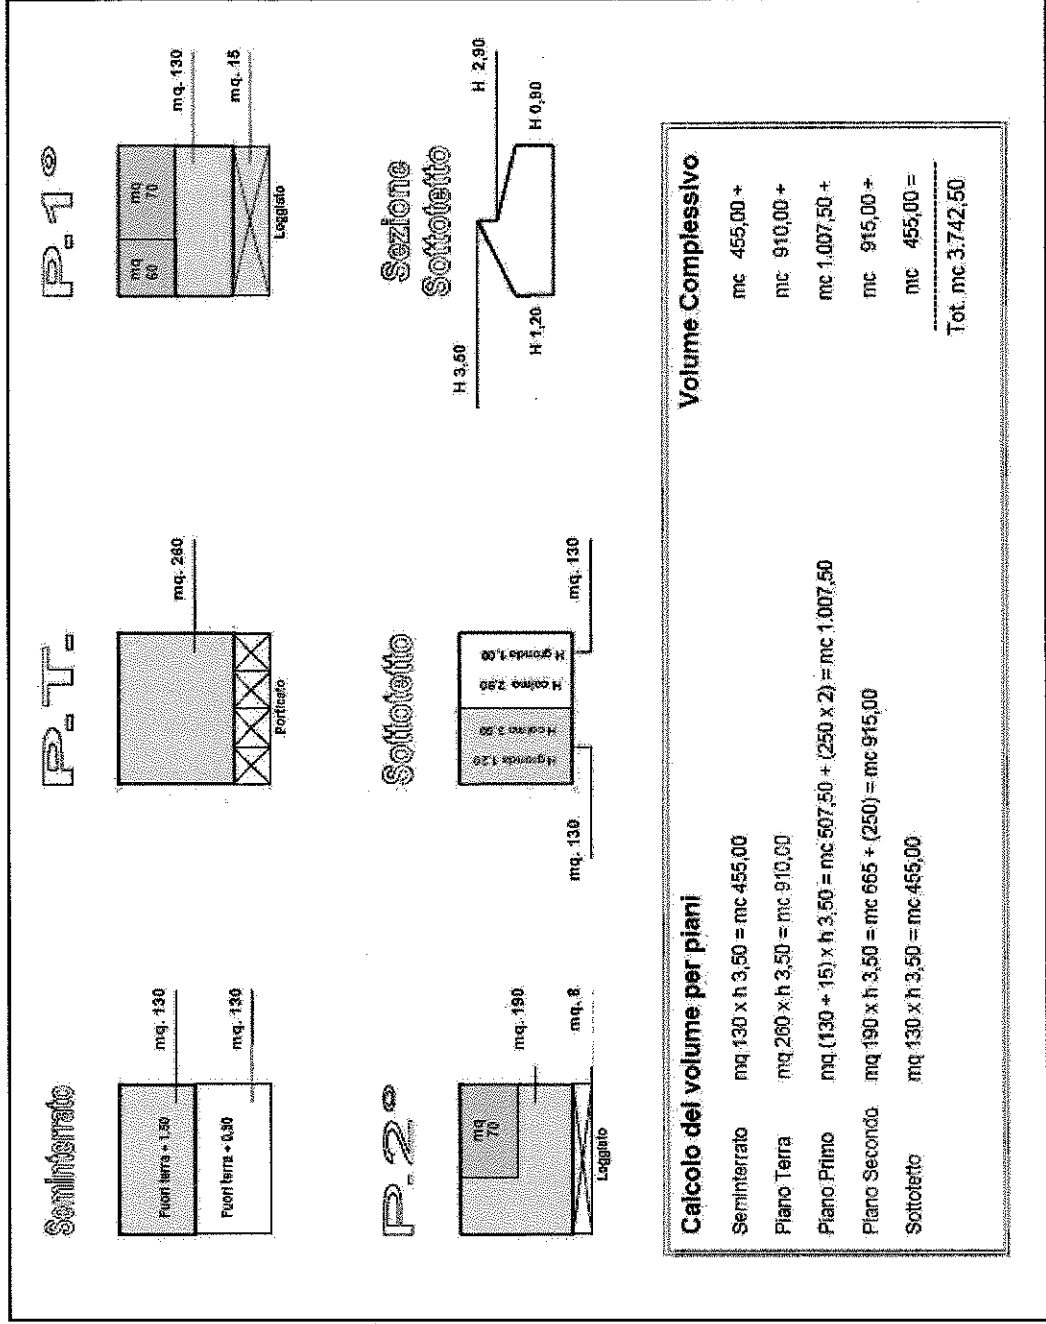 Seminterrato
Fuori terra + 1,50
Fuori terra + 0,90
mq. 130
mq. 130
P.T.
mq. 260
Porticato
P.1°
mq 60
mq 70
mq. 130
mq. 15
Loggiato
P.2°
mq 70
mq. 190
mq. 8
Loggiato
Sottotetto
H gronda 1,20
H colmo 3,50
H colmo 2,90
H gronda 1,00
mq. 130
mq. 130
Sezione
Sottotetto
H 3,50
H 2,90
H 1,20
H 0,90
Calcolo del volume per piani
Volume Complessivo
Seminterrato mq 130 x h 3,50 = mc 455,00 mc 455,00 +
Piano Terra mq 260 x h 3,50 = mc 910,00 mc 910,00 +
Piano Primo mq (130 + 15) x h 3,50 = mc 507,50 + (250 x 2) = mc 1.007,50 mc 1.007,50 +
Piano Secondo mq 190 x h 3,50 = mc 665 + (250) = mc 915,00 mc 915,00 +
Sottotetto mq 130 x h 3,50 = mc 455,00 mc 455,00 =
Tot. mc 3.742,50